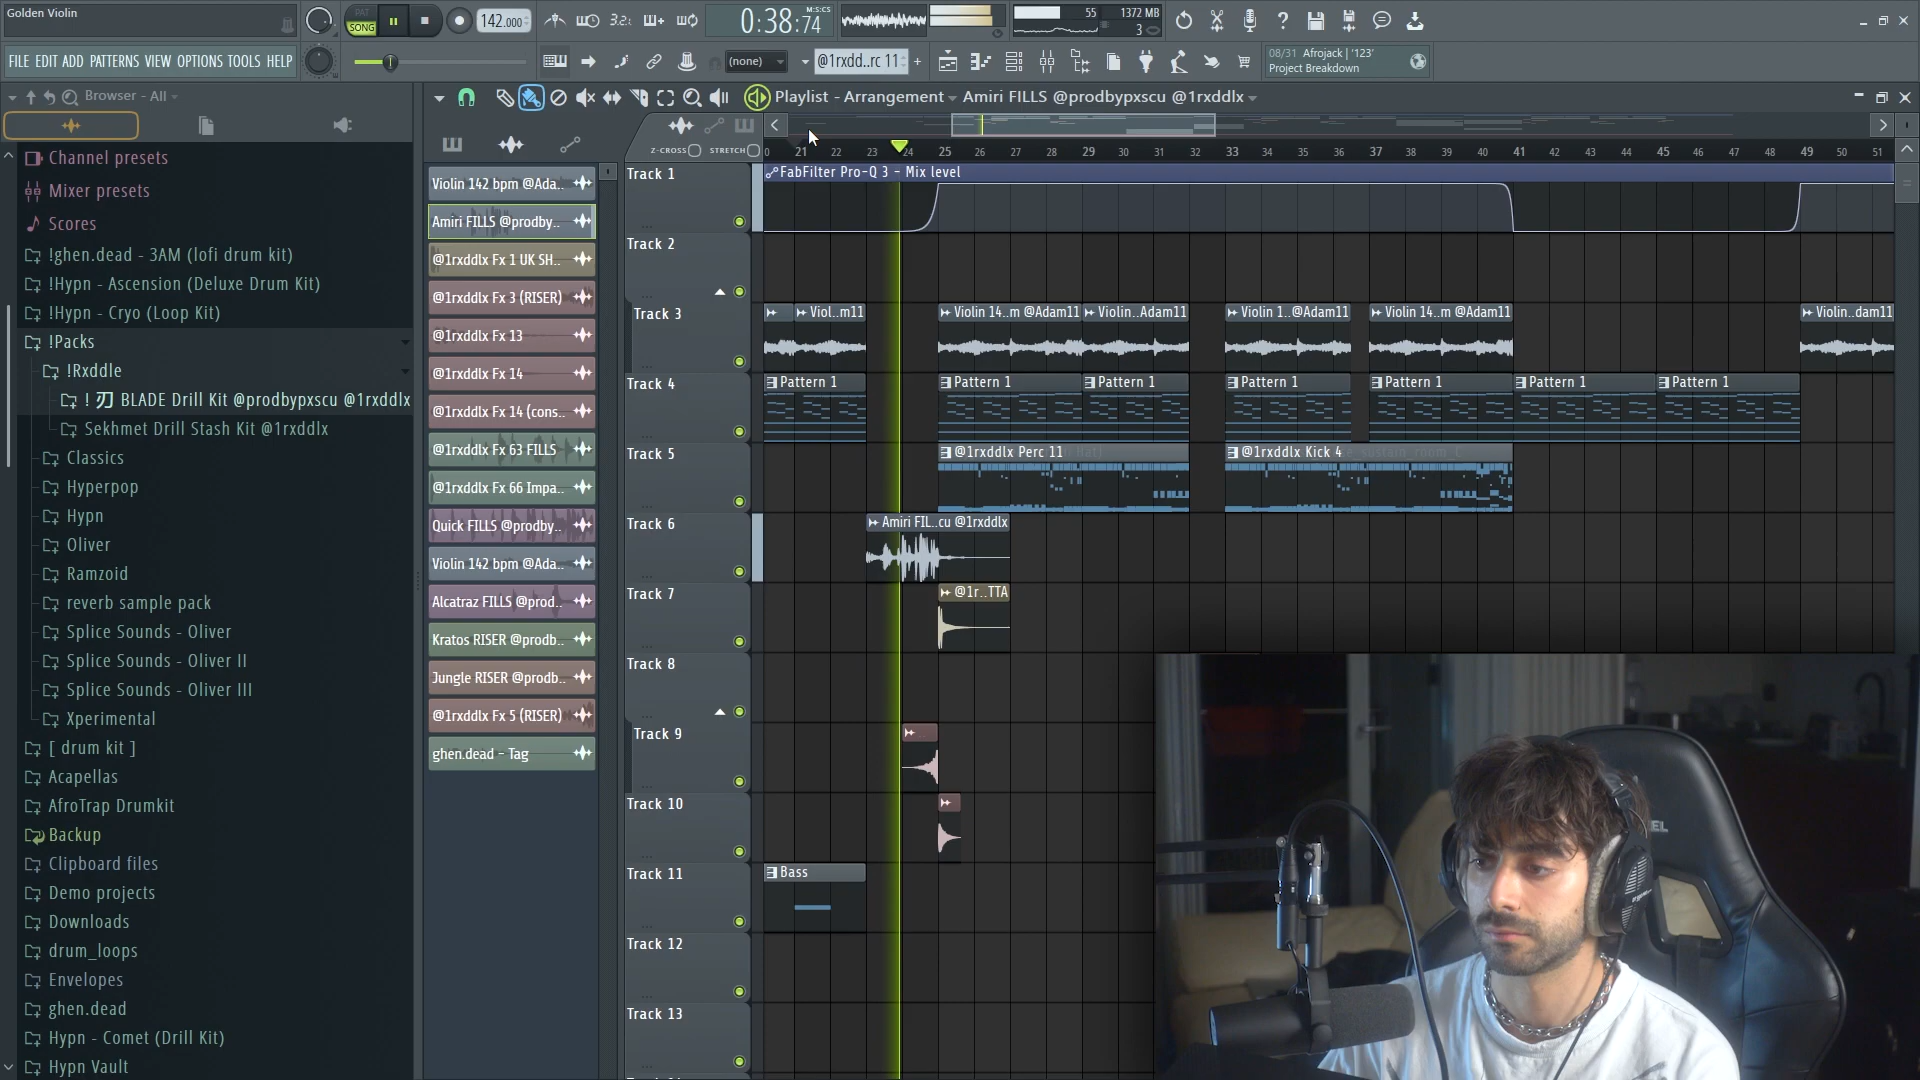 Golden Violin
PAT
SONG
142.000
3.2.
0:38:74
M:S:CS
55
1372 MB
3
FILE EDIT ADD PATTERNS VIEW OPTIONS TOOLS HELP
(none)
@1rxdd..rc 11
08/31 Afrojack | '123'
Project Breakdown
Browser - All
Playlist - Arrangement
Amiri FILLS @prodbypxscu @1rxddlx
Z-CROSS
STRETCH
0 21 22 23 24 25 26 27 28 29 30 31 32 33 34 35 36 37 38 39 40 41 42 43 44 45 46 47 48 49 50 51
Channel presets
Mixer presets
Scores
!ghen.dead - 3AM (lofi drum kit)
!Hypn - Ascension (Deluxe Drum Kit)
!Hypn - Cryo (Loop Kit)
!Packs
!Rxddle
! 刃 BLADE Drill Kit @prodbypxscu @1rxddlx
Sekhmet Drill Stash Kit @1rxddlx
Classics
Hyperpop
Hypn
Oliver
Ramzoid
reverb sample pack
Splice Sounds - Oliver
Splice Sounds - Oliver II
Splice Sounds - Oliver III
Xperimental
[ drum kit ]
Acapellas
AfroTrap Drumkit
Backup
Clipboard files
Demo projects
Downloads
drum_loops
Envelopes
ghen.dead
Hypn - Comet (Drill Kit)
Hypn Vault
Violin 142 bpm @Ada..
Amiri FILLS @prodby..
@1rxddlx Fx 1 UK SH..
@1rxddlx Fx 3 (RISER)
@1rxddlx Fx 13
@1rxddlx Fx 14
@1rxddlx Fx 14 (cons..
@1rxddlx Fx 63 FILLS
@1rxddlx Fx 66 Impa..
Quick FILLS @prodby..
Violin 142 bpm @Ada..
Alcatraz FILLS @prod..
Kratos RISER @prodb..
Jungle RISER @prodb..
@1rxddlx Fx 5 (RISER)
ghen.dead - Tag
Track 1
FabFilter Pro-Q 3 - Mix level
Track 2
Track 3
Viol..m11
Violin 14..m @Adam11
Violin..Adam11
Violin 1..@Adam11
Violin 14..m @Adam11
Violin..dam11
Track 4
Pattern 1
Pattern 1
Pattern 1
Pattern 1
Pattern 1
Pattern 1
Pattern 1
Track 5
@1rxddlx Perc 11
@1rxddlx Kick 4
Track 6
Amiri FIL..cu @1rxddlx
Track 7
@1r..TTA
Track 8
Track 9
Track 10
Track 11
Bass
Track 12
Track 13